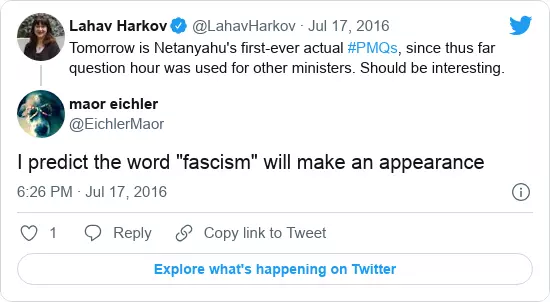 Lahav Harkov @LahavHarkov · Jul 17, 2016
Tomorrow is Netanyahu's first-ever actual #PMQs, since thus far
question hour was used for other ministers. Should be interesting.
maor eichler
@EichlerMaor
I predict the word "fascism" will make an appearance
6:26 PM · Jul 17, 2016
1 Reply Copy link to Tweet
Explore what's happening on Twitter